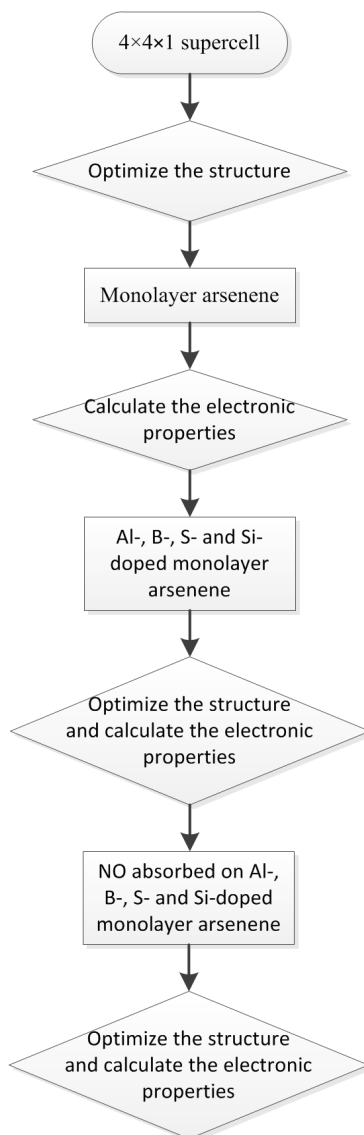 4×4×1 supercell
Optimize the structure
Monolayer arsenene
Calculate the electronic
properties
Al-, B-, S- and Si-
doped monolayer
arsenene
Optimize the structure
and calculate the electronic
properties
NO absorbed on Al-,
B-, S- and Si-doped
monolayer arsenene
Optimize the structure
and calculate the electronic
properties